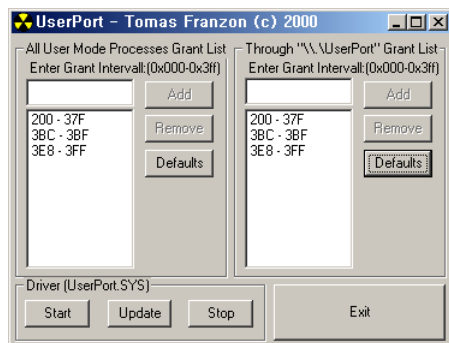 UserPort - Tomas Franzon (c) 2000
All User Mode Processes Grant List
Enter Grant Intervall:(0x000-0x3ff)
Add
200 - 37F
3BC - 3BF
3E8 - 3FF
Remove
Defaults
Through "\\.\UserPort" Grant List
Enter Grant Intervall:(0x000-0x3ff)
Add
200 - 37F
3BC - 3BF
3E8 - 3FF
Remove
Defaults
Driver (UserPort.SYS)
Start
Update
Stop
Exit